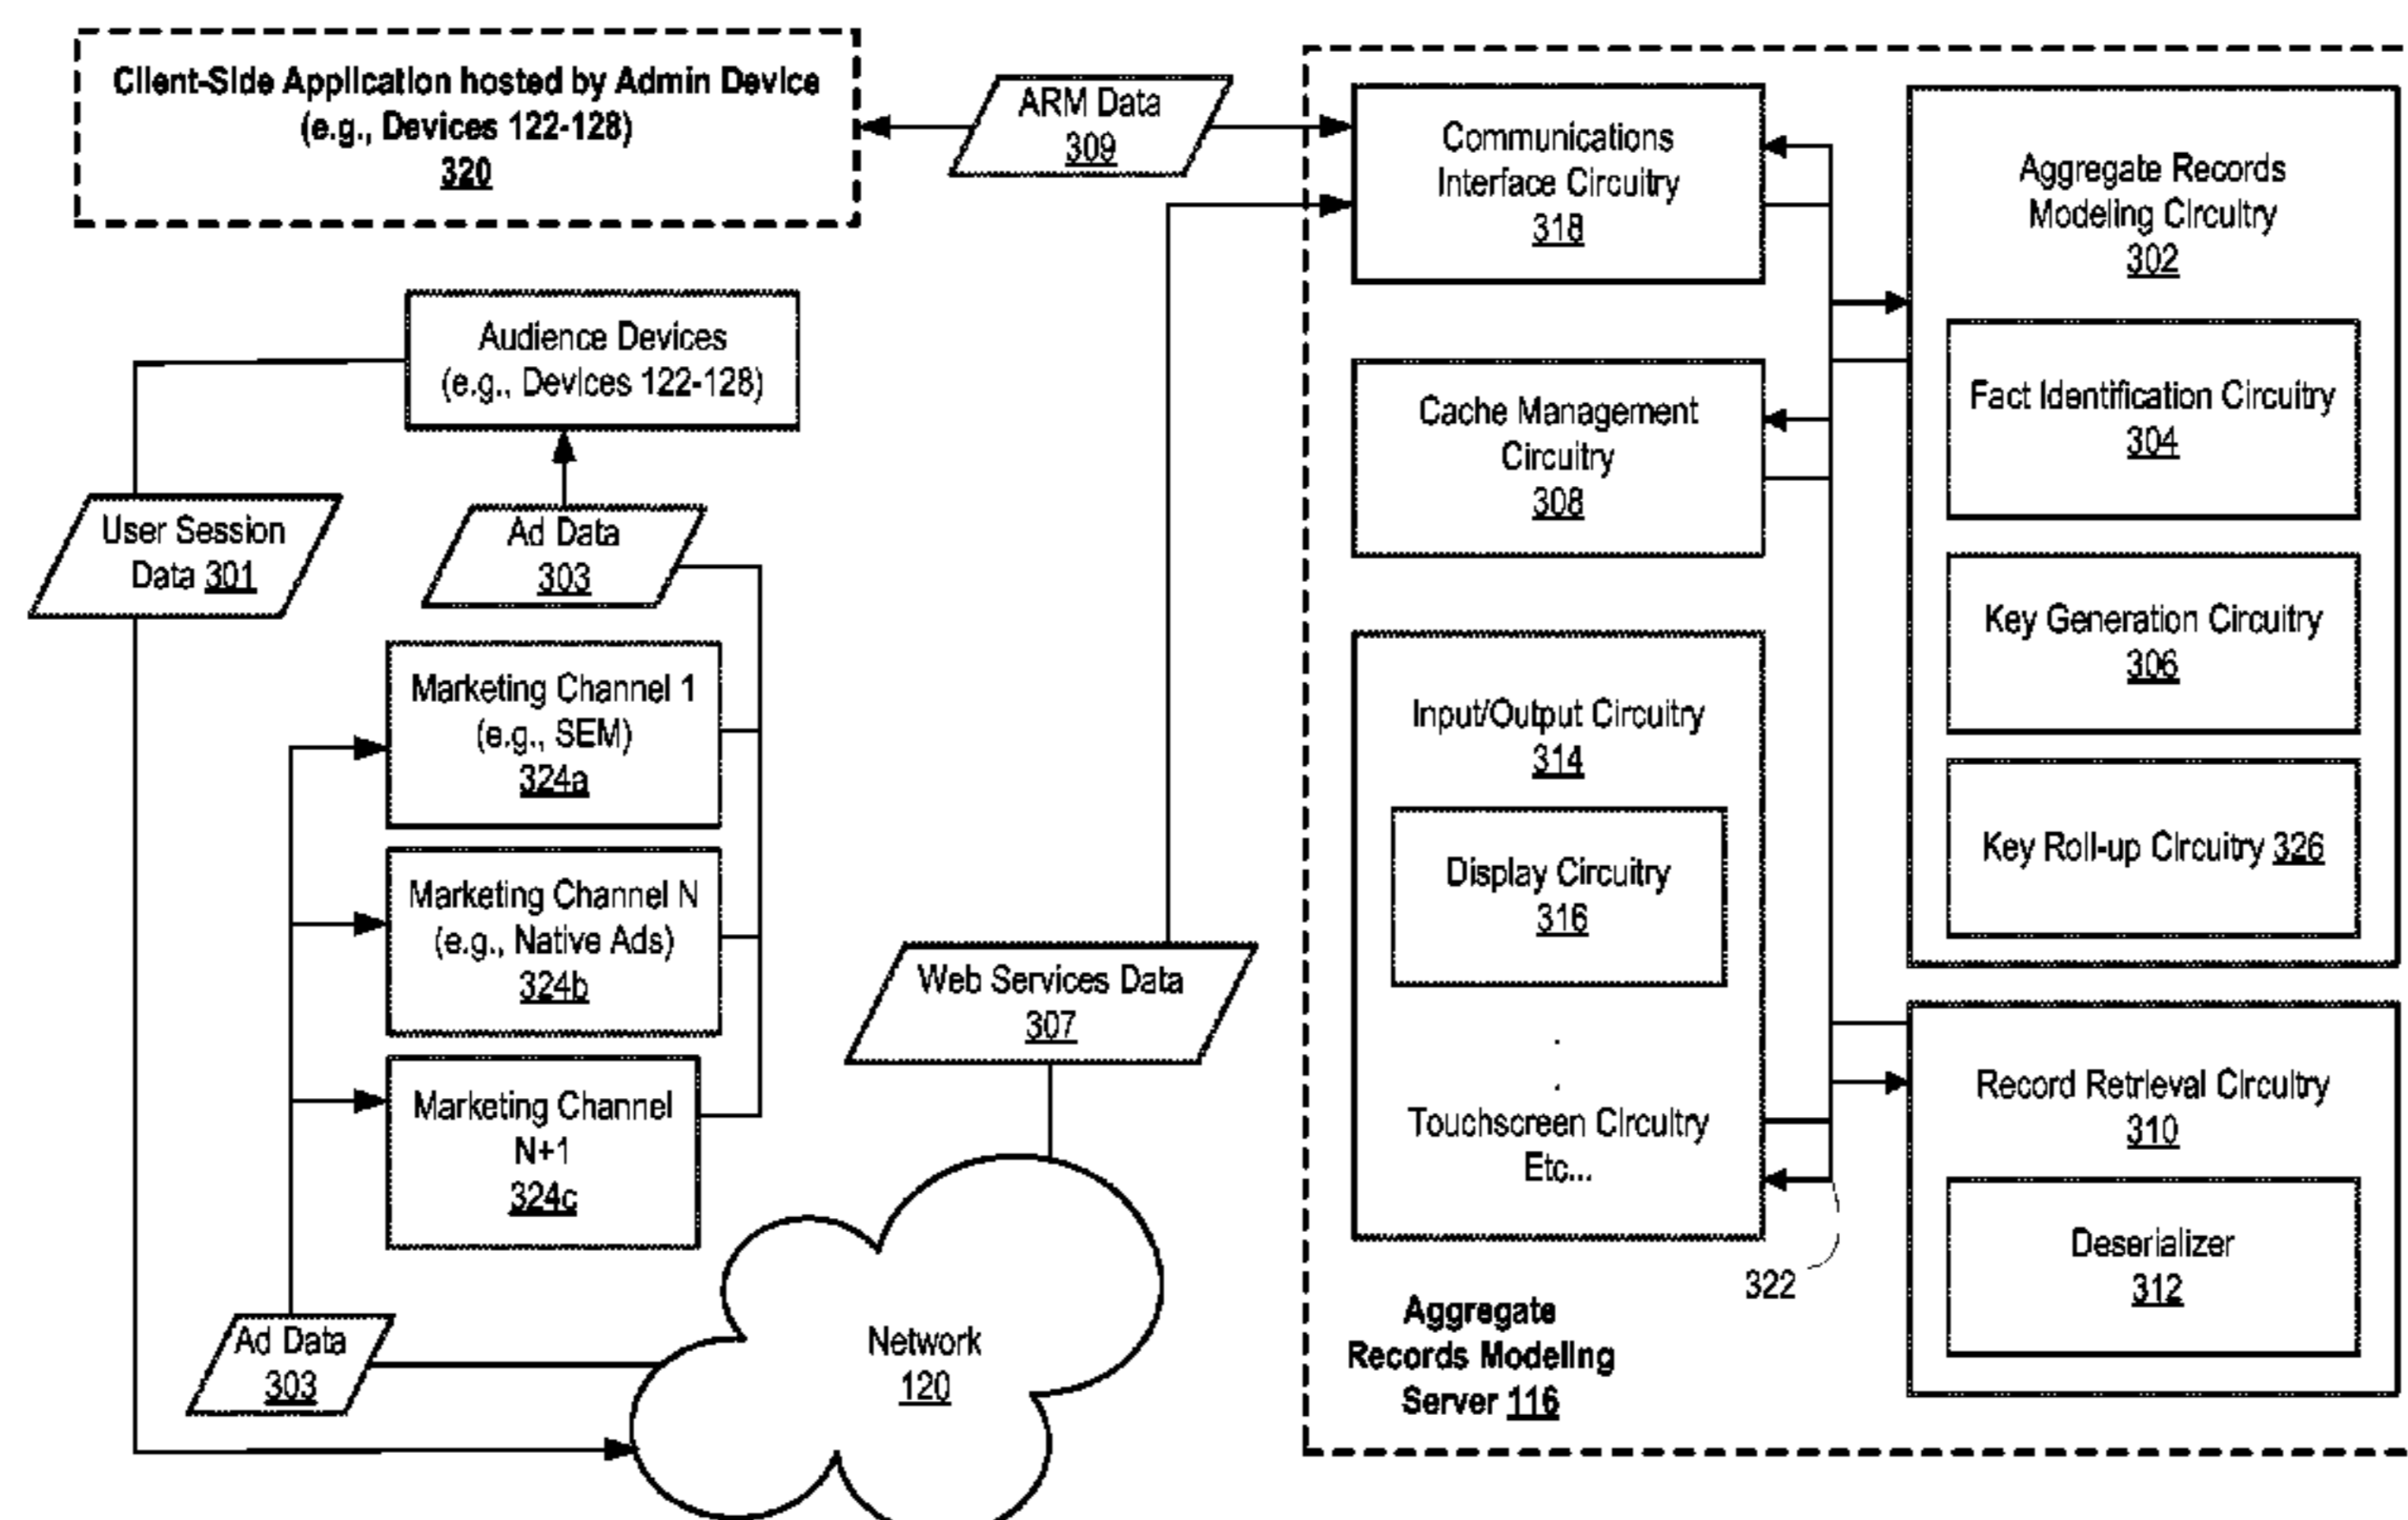 Client-Side Application hosted by Admin Device
(e.g., Devices 122-128)
320
ARM Data
309
Communications
Interface Circuitry
318
Aggregate Records
Modeling Circuitry
302
Audience Devices
(e.g., Devices 122-128)
Fact Identification Circuitry
304
Cache Management
Circuitry
308
User Session
Data 301
Ad Data
303
Key Generation Circuitry
306
Marketing Channel 1
(e.g., SEM)
324a
Input/Output Circuitry
314
Key Roll-up Circuitry 326
Display Circuitry
316
Marketing Channel N
(e.g., Native Ads)
324b
Web Services Data
307
.
.
Touchscreen Circuitry
Etc...
Record Retrieval Circuitry
310
Marketing Channel
N+1
324c
Deserializer
312
322
Ad Data
303
Network
120
Aggregate
Records Modeling
Server 116